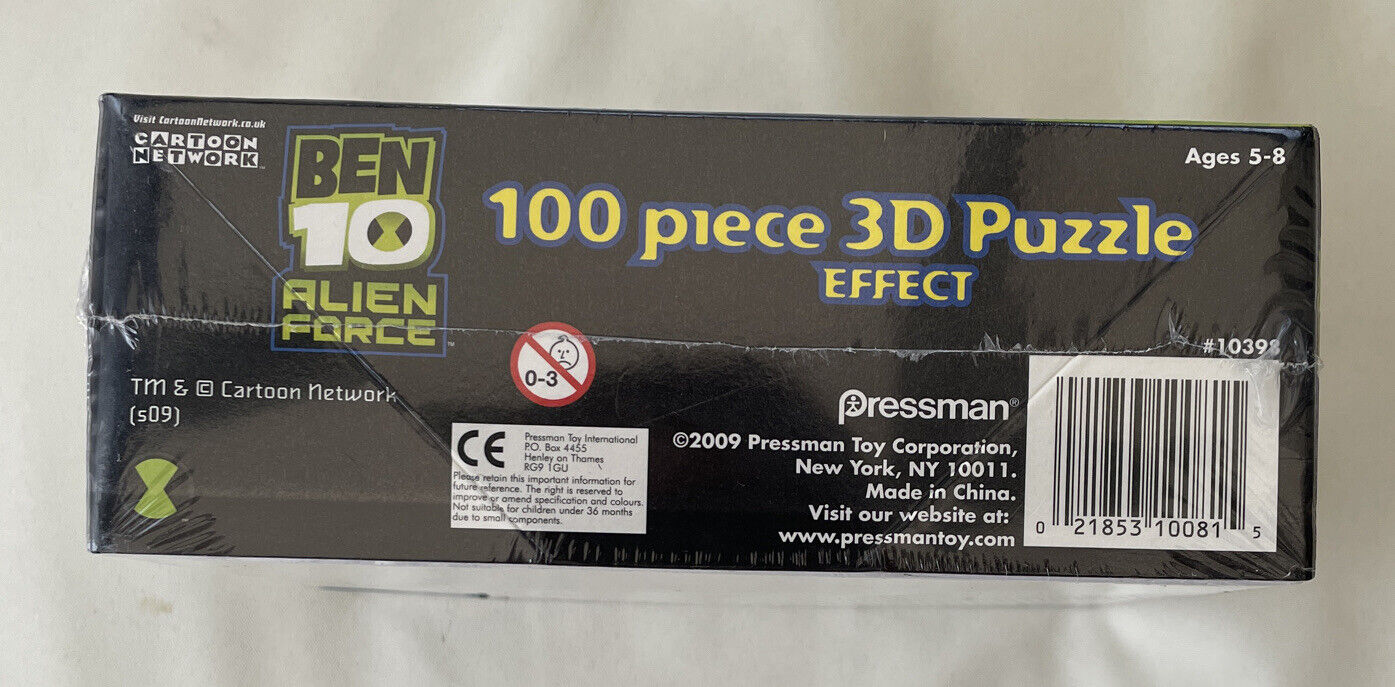 Visit CartoonNetwork.co.uk
CARTOON
NETWORK
BEN
10
ALIEN
FORCE
™
100 piece 3D Puzzle
EFFECT
Ages 5-8
TM & © Cartoon Network
(s09)
0-3
CE
Pressman Toy International
P.O. Box 4455
Henley on Thames
RG9 1GU
Please retain this important information for
future reference. The right is reserved to
improve or amend specification and colours.
Not suitable for children under 36 months
due to small components.
Pressman®
©2009 Pressman Toy Corporation,
New York, NY 10011.
Made in China.
Visit our website at:
www.pressmantoy.com
0 21853 10081 5